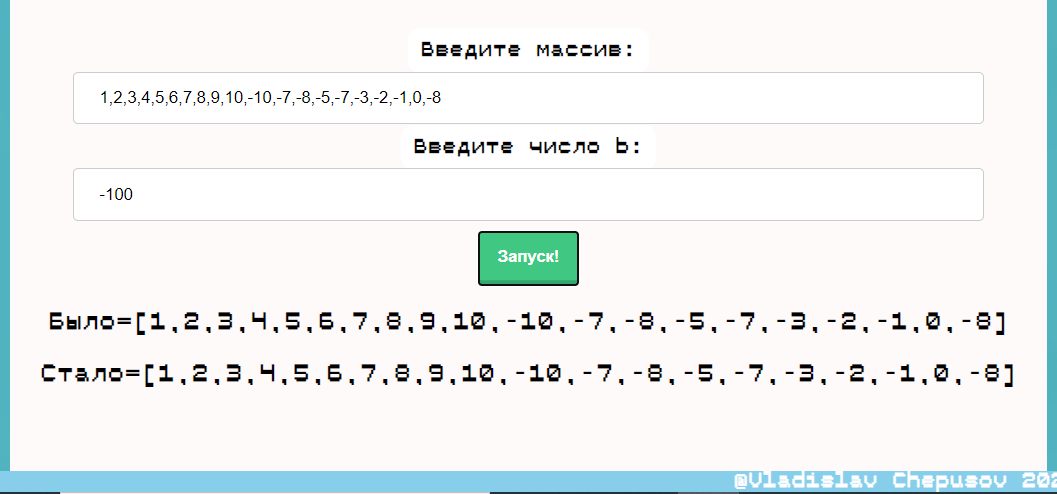 Введите массив:
1,2,3,4,5,6,7,8,9,10,-10,-7,-8,-5,-7,-3,-2,-1,0,-8
Введите число b:
-100
Запуск!
Было=[1,2,3,4,5,6,7,8,9,10,-10,-7,-8,-5,-7,-3,-2,-1,0,-8]
Стало=[1,2,3,4,5,6,7,8,9,10,-10,-7,-8,-5,-7,-3,-2,-1,0,-8]
@Vladislav Chepusov